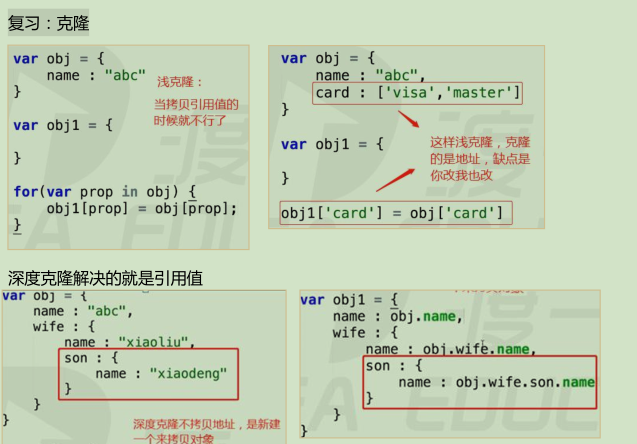 复习：克隆
var obj = {
name : "abc"
}
浅克隆：
当拷贝引用值的
时候就不行了
var obj1 = {
}
for(var prop in obj) {
obj1[prop] = obj[prop];
}
var obj = {
name : "abc",
card : ['visa','master']
}
这样浅克隆，克隆
的是地址，缺点是
你改我也改
var obj1 = {
}
obj1['card'] = obj['card']
深度克隆解决的就是引用值
var obj = {
name : "abc",
wife : {
name : "xiaoliu",
son : {
name : "xiaodeng"
}
}
}
深度克隆不拷贝地址，是新建
一个来拷贝对象
var obj1 = {
name : obj.name,
wife : {
name : obj.wife.name,
son : {
name : obj.wife.son.name
}
}
}